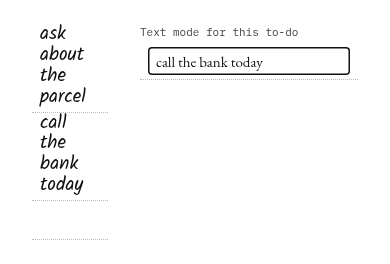 ask
about
the
parcel
call
the
bank
today
Text mode for this to-do
call the bank today